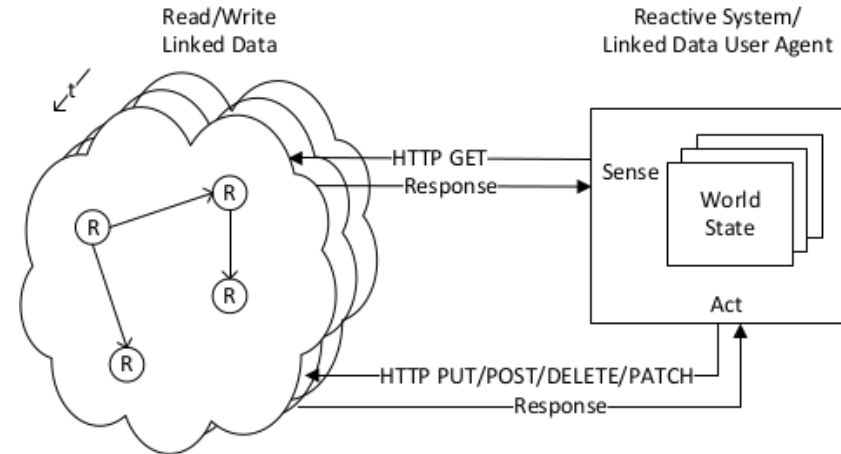 Read/Write
Linked Data
Reactive System/
Linked Data User Agent
t
HTTP GET
Response
Sense
World
State
R
R
R
R
Act
HTTP PUT/POST/DELETE/PATCH
Response